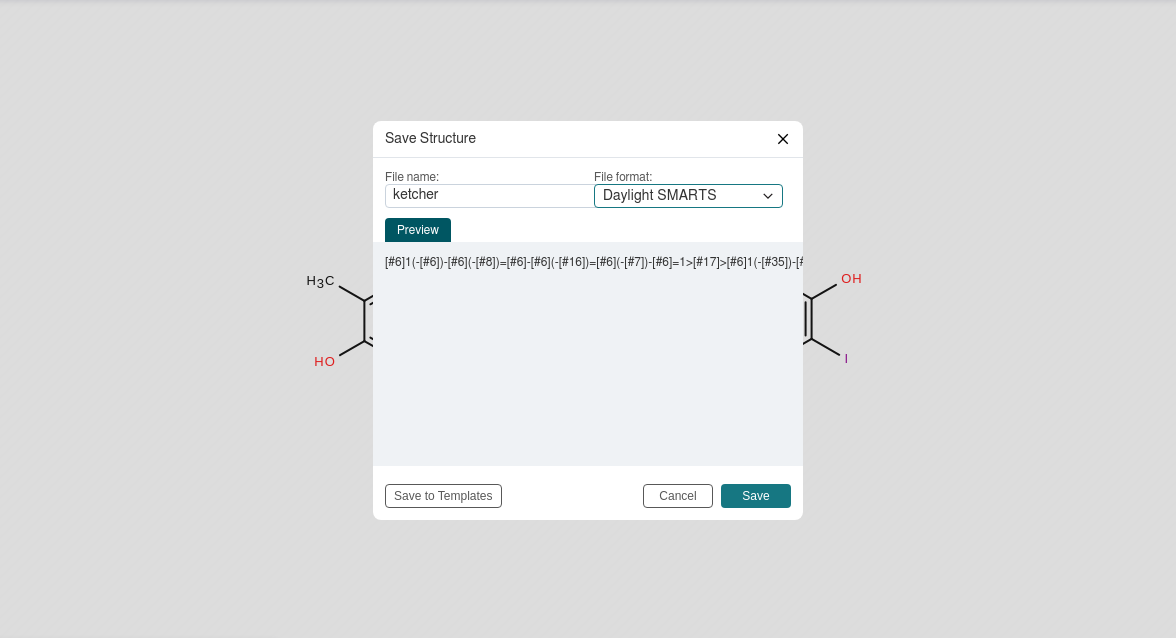 Save Structure
File name:
File format:
ketcher
Daylight SMARTS
Preview
[#6]1(-[#6])-[#6](-[#8])=[#6]-[#6](-[#16])=[#6](-[#7])-[#6]=1>[#17]>[#6]1(-[#35])-[#
H3C
OH
HO
I
Save to Templates
Cancel
Save